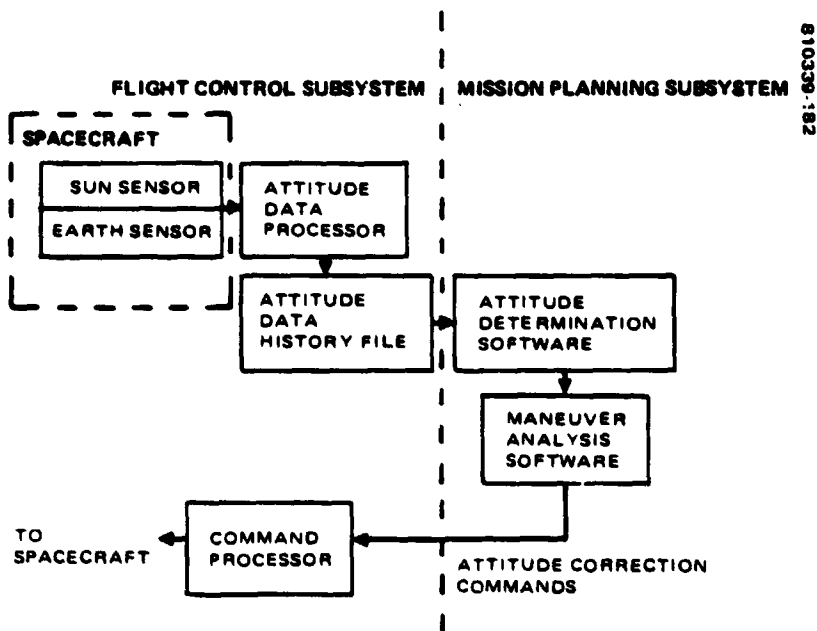 810339-182
FLIGHT CONTROL SUBSYSTEM
MISSION PLANNING SUBSYSTEM
SPACECRAFT
SUN SENSOR
EARTH SENSOR
ATTITUDE
DATA
PROCESSOR
ATTITUDE
DATA
HISTORY FILE
ATTITUDE
DETERMINATION
SOFTWARE
MANEUVER
ANALYSIS
SOFTWARE
ATTITUDE CORRECTION
COMMANDS
COMMAND
PROCESSOR
TO
SPACECRAFT